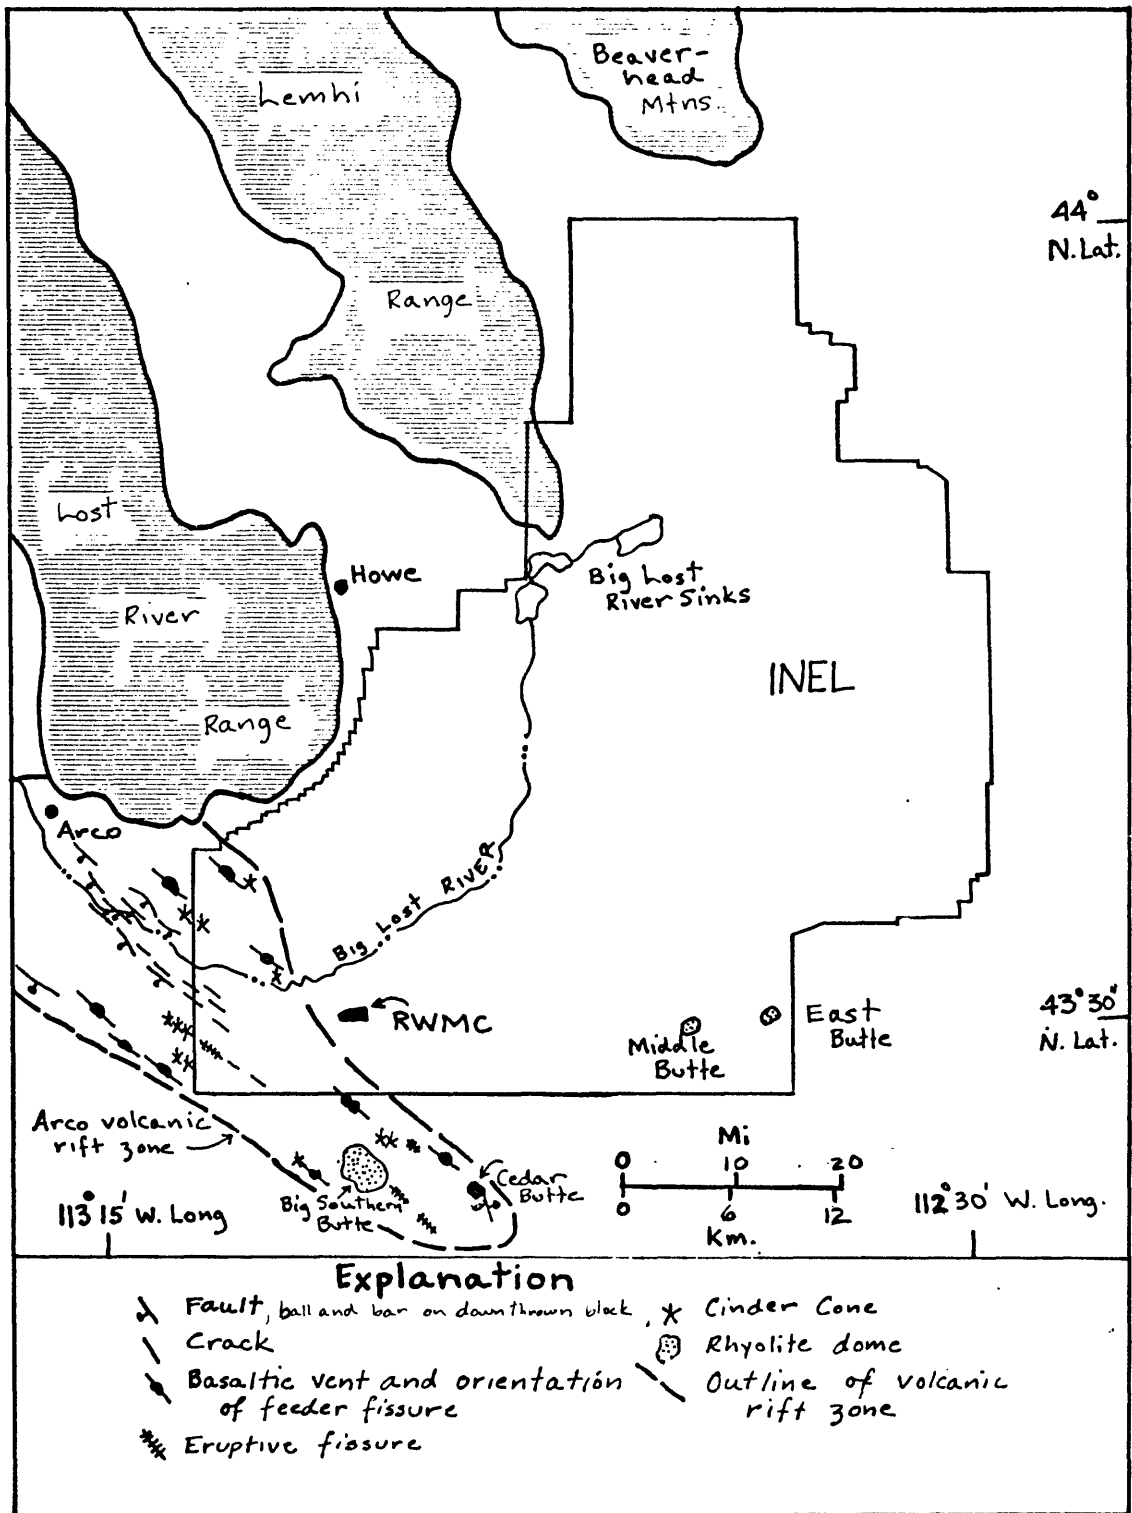 Beaver-
head
Mtns.
Lemhi
Range
44°
N. Lat.
Lost
River
Range
Howe
Big Lost
River Sinks
INEL
Arco
Big Lost RIVER
RWMC
Middle
Butte
East
Butte
43°30'
N. Lat.
Arco volcanic
rift zone
Big Southern
Butte
Cedar
Butte
Mi
0 10 20
0 6 12
Km.
113°15' W. Long
112°30' W. Long.
Explanation
Fault, ball and bar on downthrown block
Crack
Basaltic vent and orientation
of feeder fissure
Eruptive fissure
Cinder Cone
Rhyolite dome
Outline of volcanic
rift zone